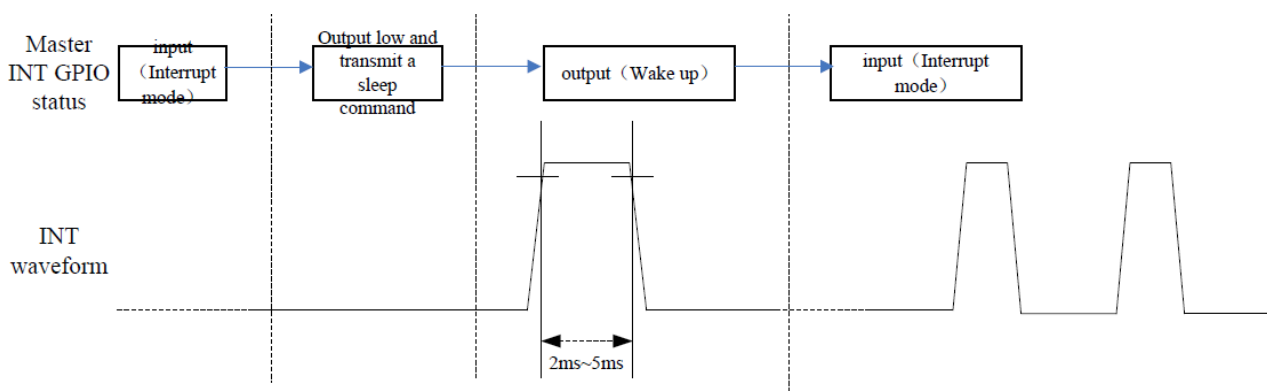 Master
INT GPIO
status
input
（Interrupt
mode）
Output low and
transmit a
sleep
command
output（Wake up）
input（Interrupt
mode）
INT
waveform
2ms~5ms